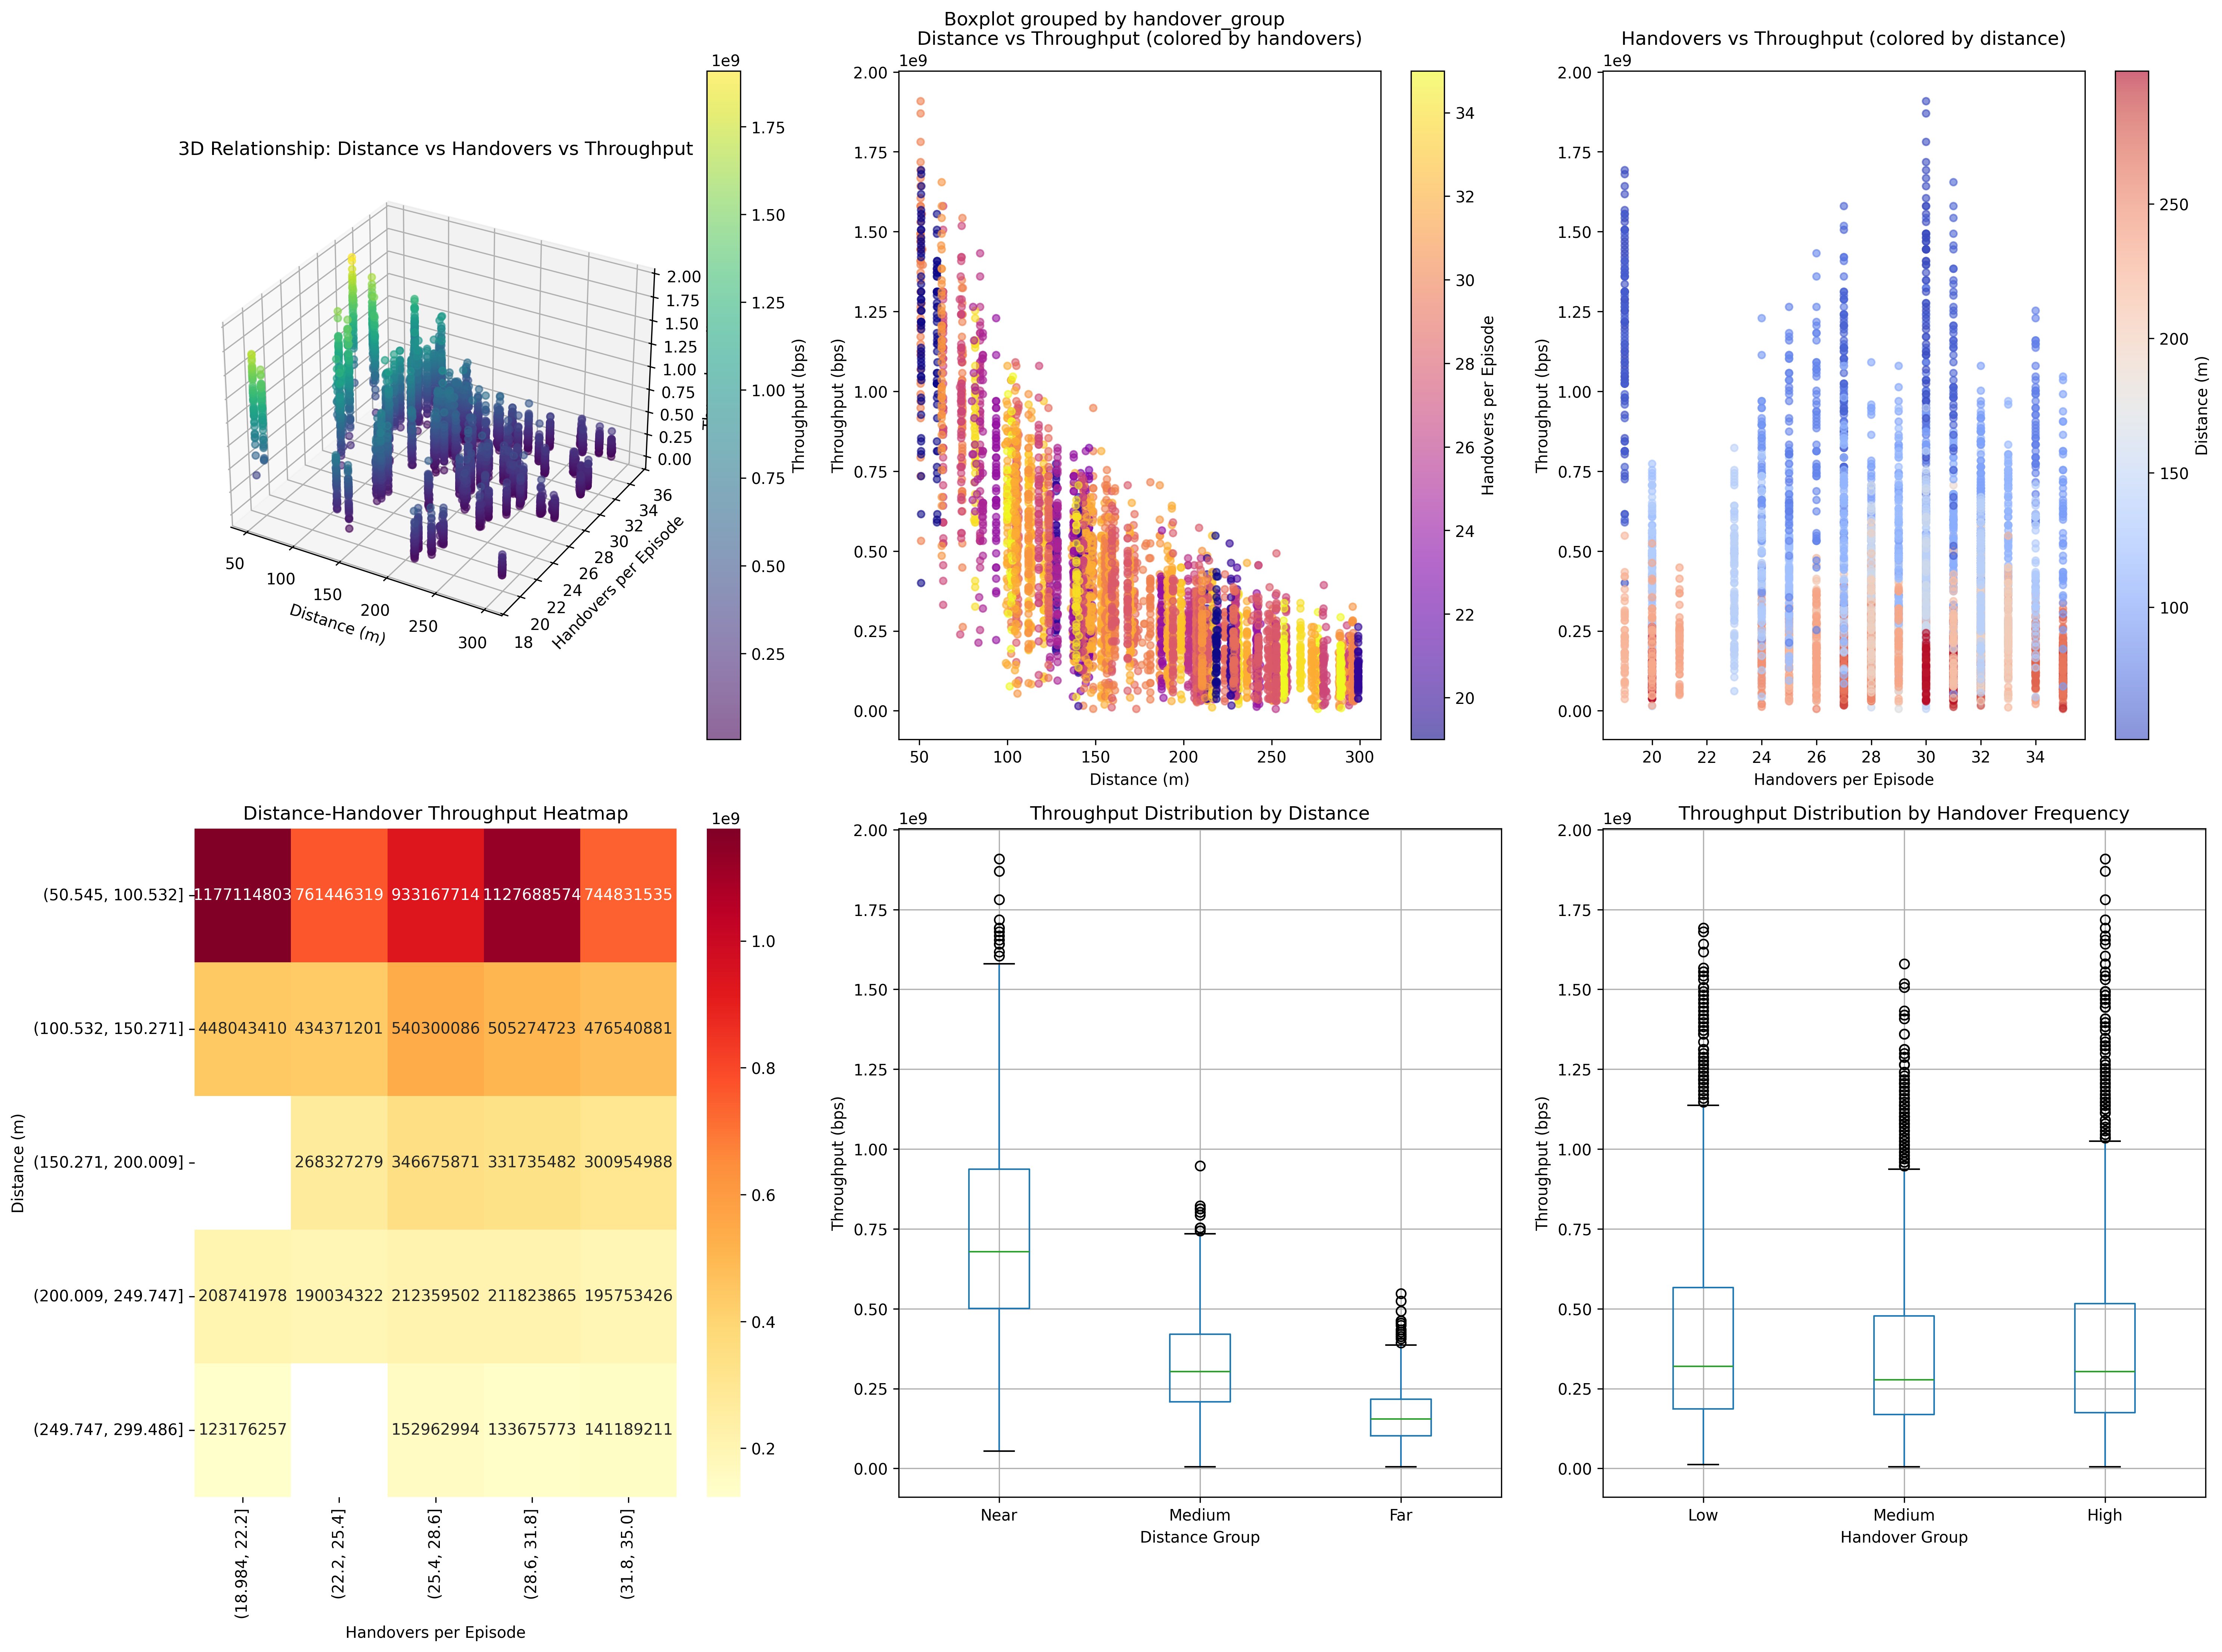 3D Relationship: Distance vs Handovers vs Throughput
50
100
150
200
250
300
Distance (m)
18
20
22
24
26
28
30
32
34
36
Handovers per Episode
0.00
0.25
0.50
0.75
1.00
1.25
1.50
1.75
2.00
1e9
1.75
1.50
1.25
1.00
0.75
0.50
0.25
Throughput (bps)
Boxplot grouped by handover_group
Distance vs Throughput (colored by handovers)
1e9
2.00
1.75
1.50
1.25
1.00
0.75
0.50
0.25
0.00
Throughput (bps)
50
100
150
200
250
300
Distance (m)
34
32
30
28
26
24
22
20
Handovers per Episode
Handovers vs Throughput (colored by distance)
1e9
2.00
1.75
1.50
1.25
1.00
0.75
0.50
0.25
0.00
Throughput (bps)
20
22
24
26
28
30
32
34
Handovers per Episode
250
200
150
100
Distance (m)
Distance-Handover Throughput Heatmap
Distance (m)
(50.545, 100.532]
1177114803 761446319 933167714 1127688574 744831535
(100.532, 150.271]
448043410 434371201 540300086 505274723 476540881
(150.271, 200.009]
268327279 346675871 331735482 300954988
(200.009, 249.747]
208741978 190034322 212359502 211823865 195753426
(249.747, 299.486]
123176257 152962994 133675773 141189211
(18.984, 22.2]
(22.2, 25.4]
(25.4, 28.6]
(28.6, 31.8]
(31.8, 35.0]
Handovers per Episode
1e9
1.0
0.8
0.6
0.4
0.2
Throughput Distribution by Distance
1e9
2.00
1.75
1.50
1.25
1.00
0.75
0.50
0.25
0.00
Throughput (bps)
Near
Medium
Far
Distance Group
Throughput Distribution by Handover Frequency
1e9
2.00
1.75
1.50
1.25
1.00
0.75
0.50
0.25
0.00
Throughput (bps)
Low
Medium
High
Handover Group